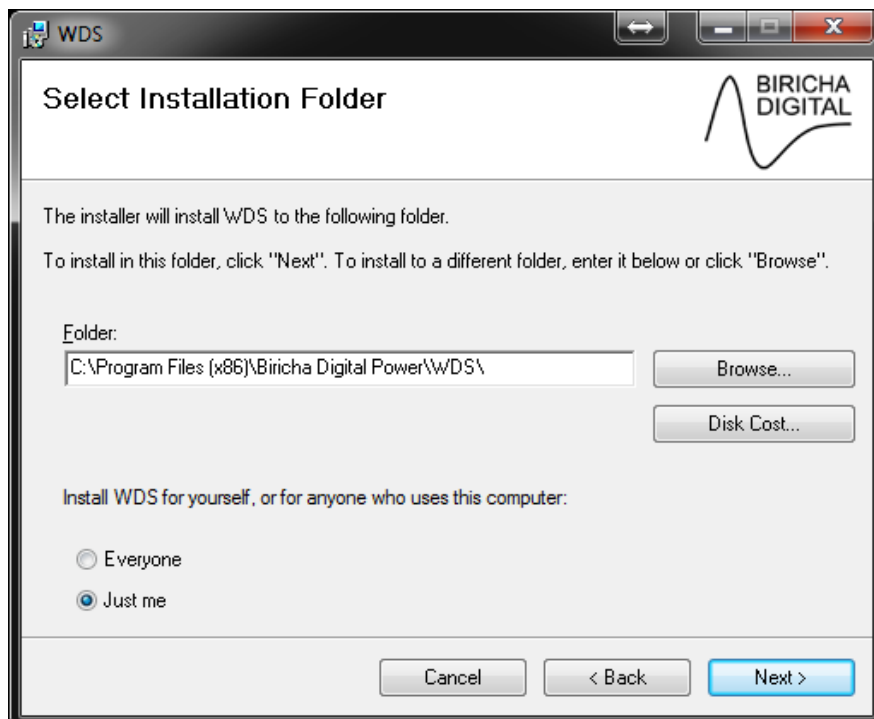 WDS
Select Installation Folder
BIRICHA
DIGITAL
The installer will install WDS to the following folder.
To install in this folder, click "Next". To install to a different folder, enter it below or click "Browse".
Folder:
C:\Program Files (x86)\Biricha Digital Power\WDS\
Browse...
Disk Cost...
Install WDS for yourself, or for anyone who uses this computer:
Everyone
Just me
Cancel
< Back
Next >